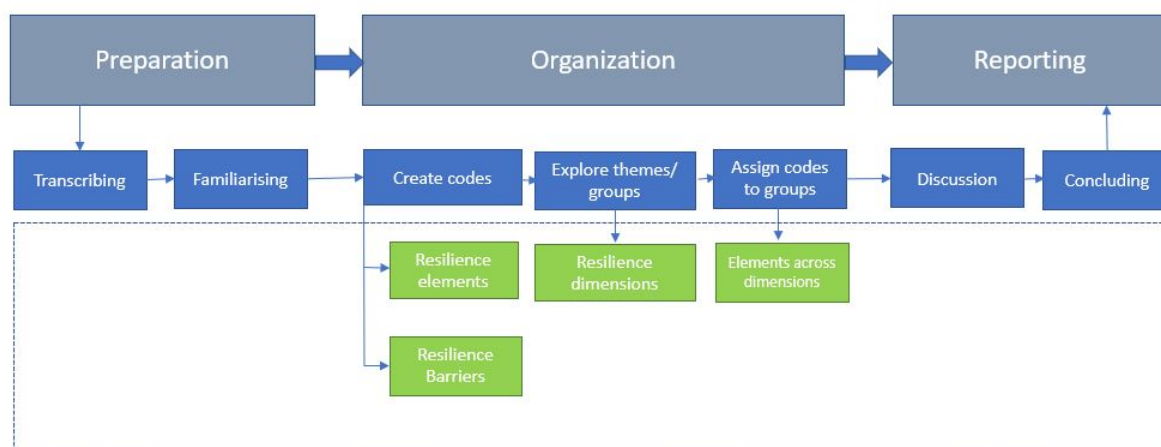 Preparation
Organization
Reporting
Transcribing
Familiarising
Create codes
Explore themes/
groups
Assign codes
to groups
Discussion
Concluding
Resilience
elements
Resilience
dimensions
Elements across
dimensions
Resilience
Barriers